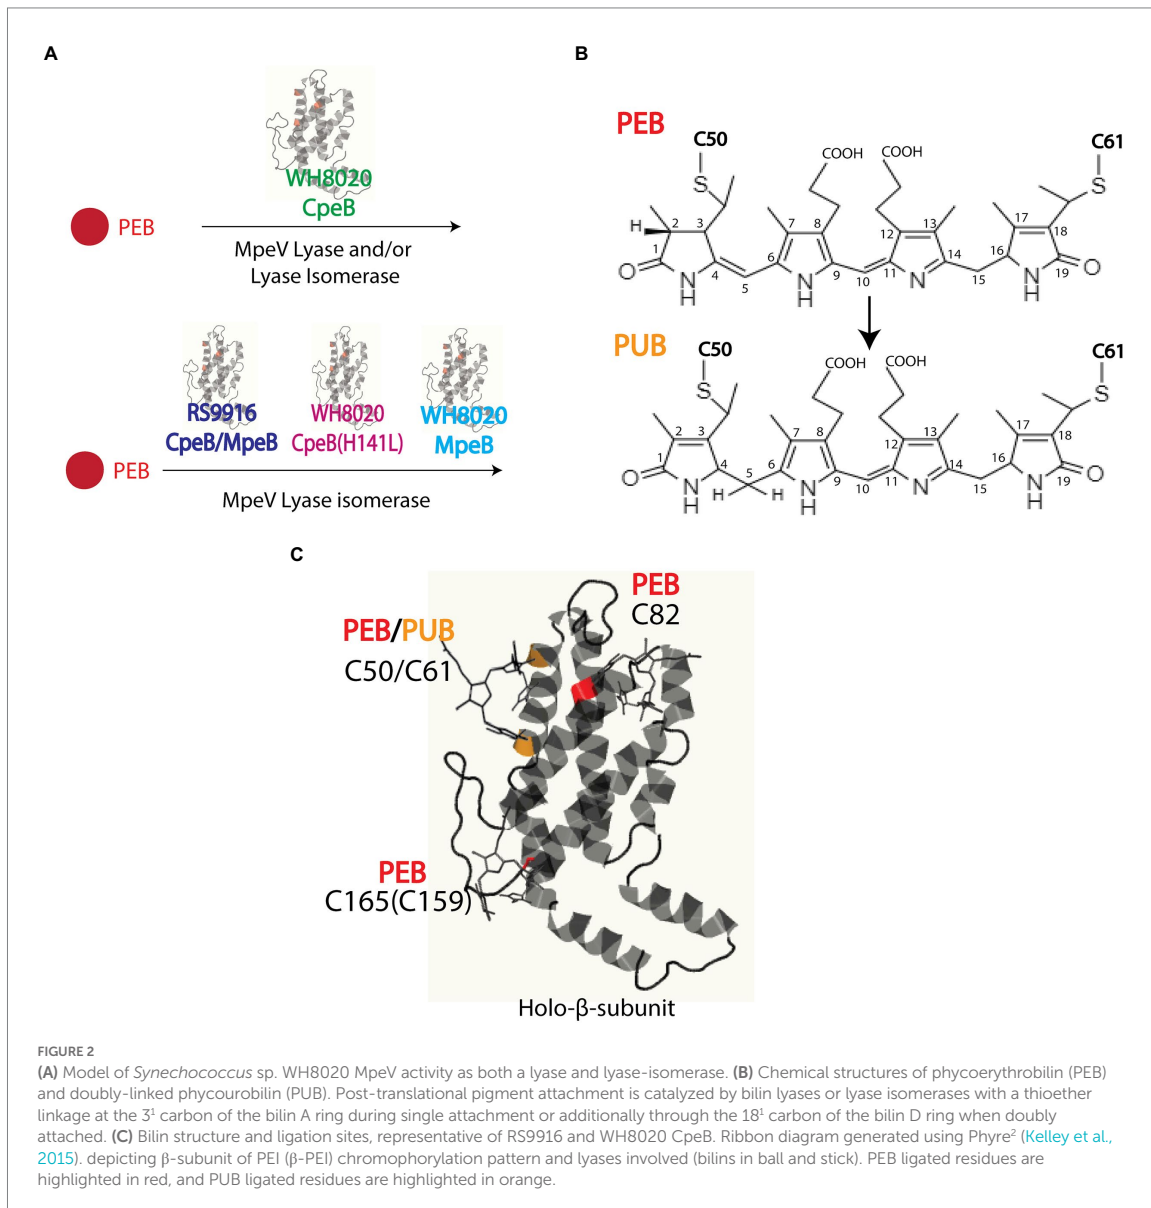 A
WH8020
CpeB
PEB
MpeV Lyase and/or
Lyase Isomerase
RS9916
CpeB/MpeB
WH8020
CpeB(H141L)
WH8020
MpeB
PEB
MpeV Lyase isomerase
B
PEB
C50
S
COOH
COOH
C61
S
H
2
3
1
O
NH
4
5
6
7
8
9
NH
10
11
12
13
14
N
15
16
17
18
19
NH
O
PUB
C50
S
COOH
COOH
C61
S
2
3
1
O
NH
4
5
H H
6
7
8
9
NH
10
11
12
13
14
N
15
16
17
18
19
NH
O
C
PEB
C82
PEB/PUB
C50/C61
PEB
C165(C159)
Holo-β-subunit
FIGURE 2
(A) Model of Synechococcus sp. WH8020 MpeV activity as both a lyase and lyase-isomerase. (B) Chemical structures of phycoerythrobilin (PEB)
and doubly-linked phycourobilin (PUB). Post-translational pigment attachment is catalyzed by bilin lyases or lyase isomerases with a thioether
linkage at the 3¹ carbon of the bilin A ring during single attachment or additionally through the 18¹ carbon of the bilin D ring when doubly
attached. (C) Bilin structure and ligation sites, representative of RS9916 and WH8020 CpeB. Ribbon diagram generated using Phyre² (Kelley et al.,
2015). depicting β-subunit of PEI (β-PEI) chromophorylation pattern and lyases involved (bilins in ball and stick). PEB ligated residues are
highlighted in red, and PUB ligated residues are highlighted in orange.